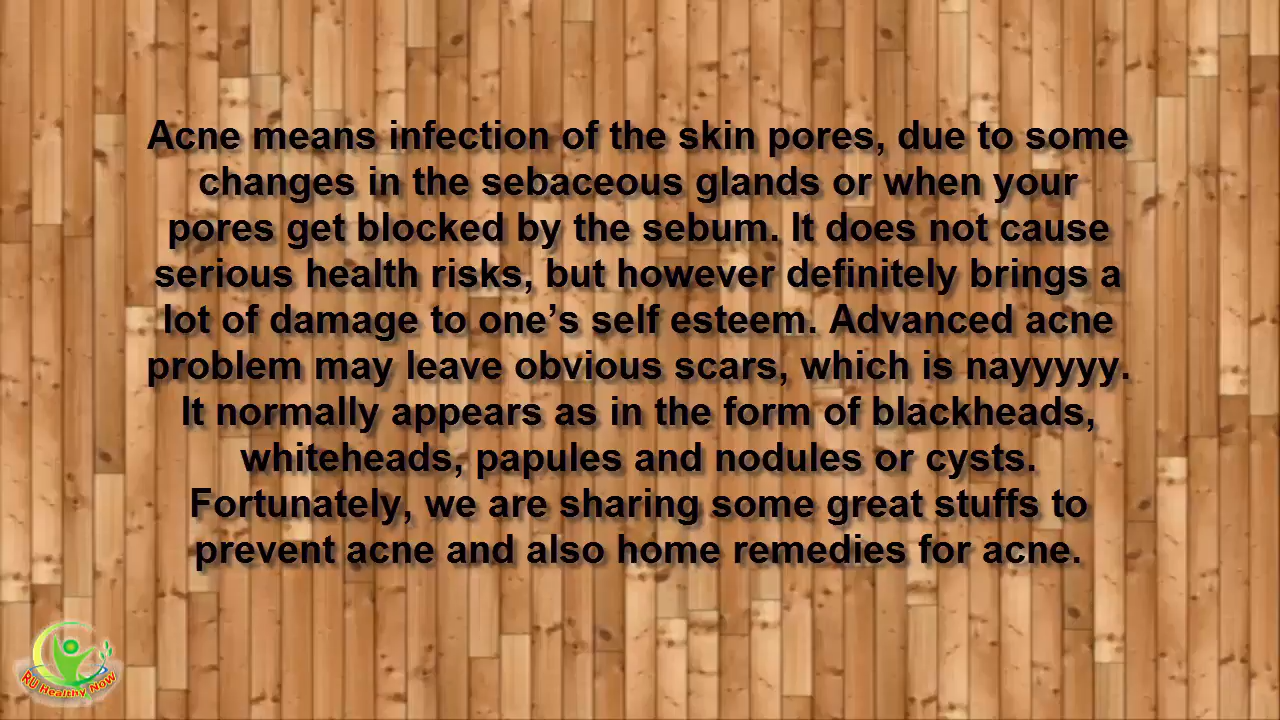 Acne means infection of the skin pores, due to some
changes in the sebaceous glands or when your
pores get blocked by the sebum. It does not cause
serious health risks, but however definitely brings a
lot of damage to one’s self esteem. Advanced acne
problem may leave obvious scars, which is nayyyyy.
It normally appears as in the form of blackheads,
whiteheads, papules and nodules or cysts.
Fortunately, we are sharing some great stuffs to
prevent acne and also home remedies for acne.
RU Healthy Now